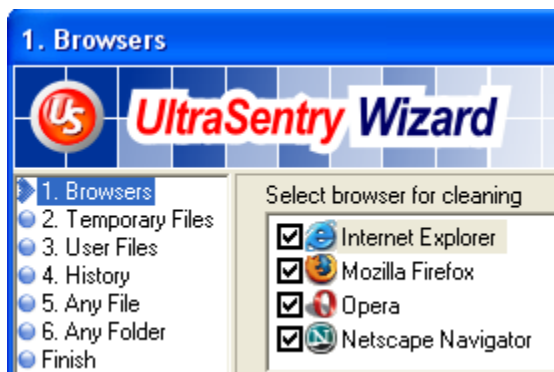 1. Browsers
US UltraSentry Wizard
1. Browsers
2. Temporary Files
3. User Files
4. History
5. Any File
6. Any Folder
Finish
Select browser for cleaning
Internet Explorer
Mozilla Firefox
Opera
Netscape Navigator